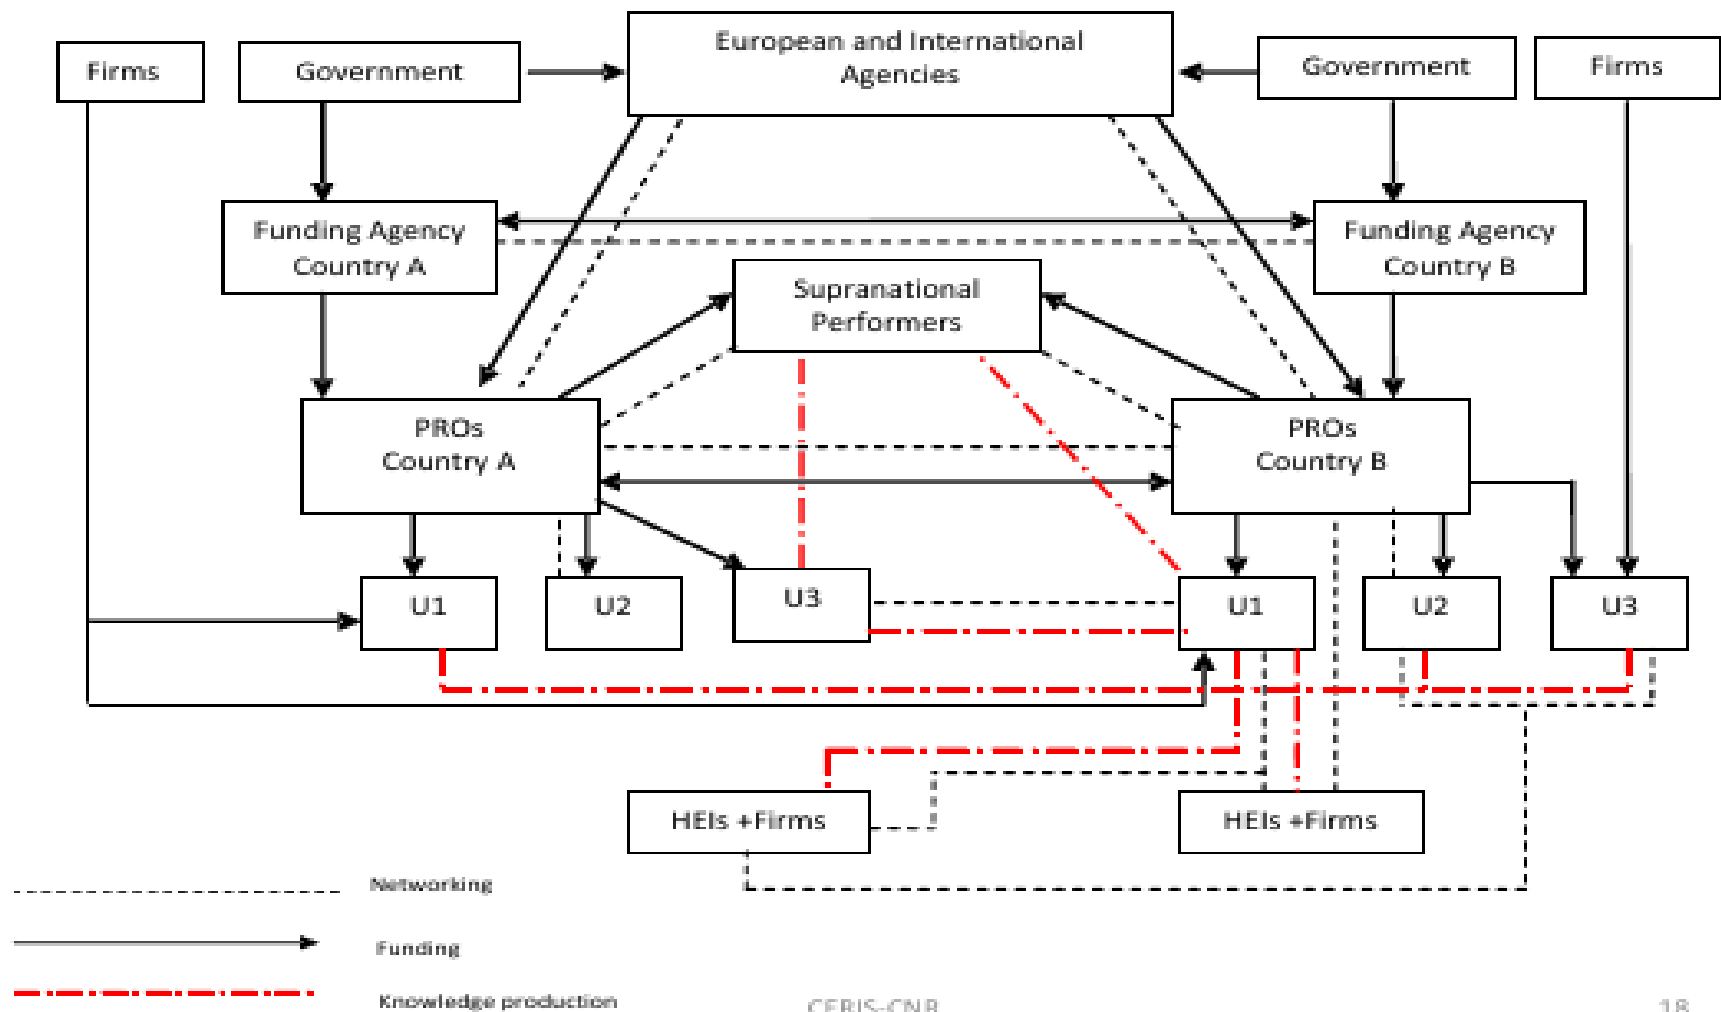 European and International
Agencies
Firms
Government
Government
Firms
Funding Agency
Country A
Funding Agency
Country B
Supranational
Performers
PROs
Country A
PROs
Country B
U1
U2
U3
U1
U2
U3
HEIs +Firms
HEIs +Firms
Networking
Funding
Knowledge production
CERIS-CNR
18